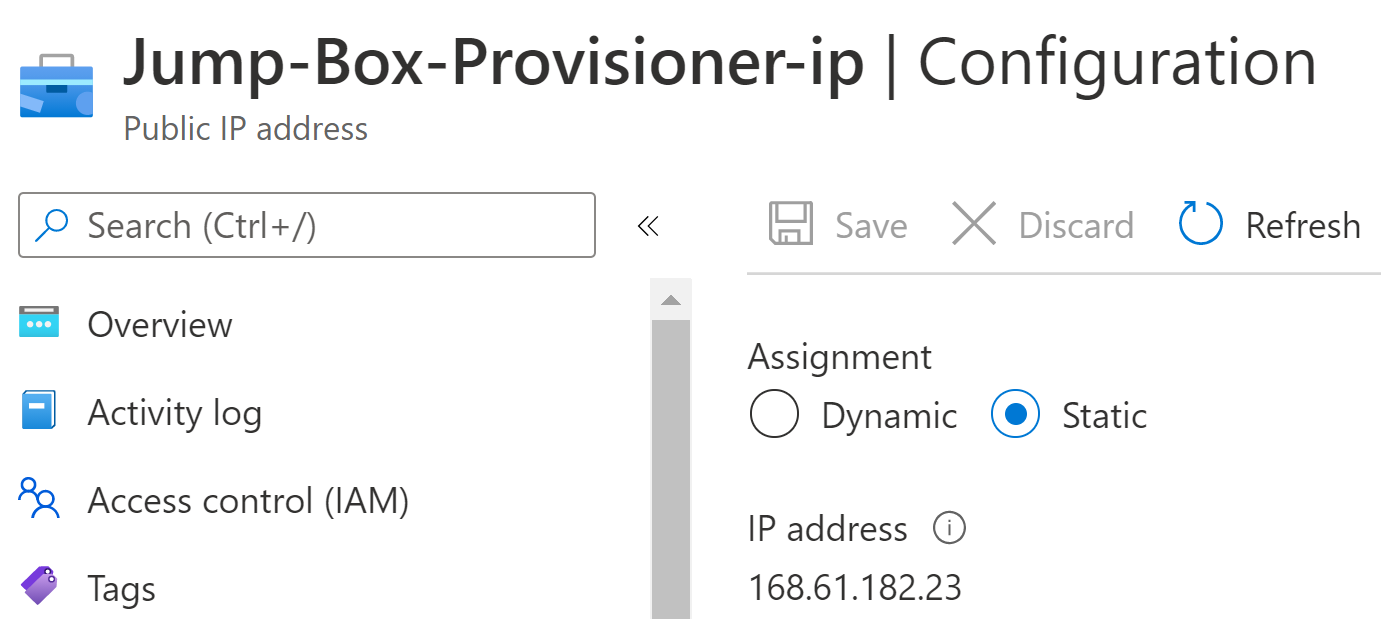 Jump-Box-Provisioner-ip | Configuration
Public IP address
Search (Ctrl+/)
«
Save Discard Refresh
Overview
Activity log
Access control (IAM)
Tags
Assignment
Dynamic Static
IP address
168.61.182.23